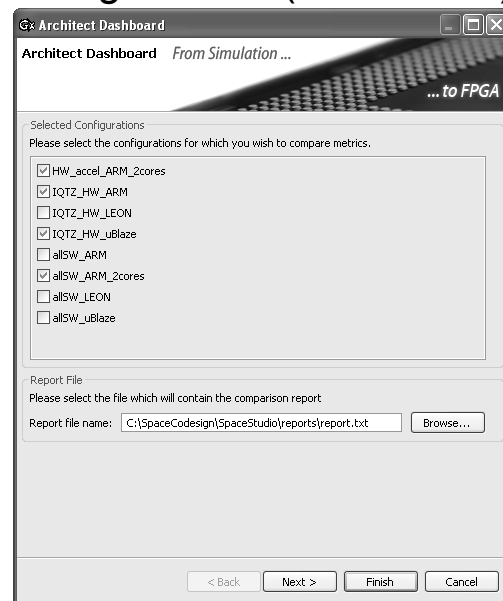 Architect Dashboard
Architect Dashboard From Simulation ...
... to FPGA
Selected Configurations
Please select the configurations for which you wish to compare metrics.
HW_accel_ARM_2cores
IQTZ_HW_ARM
IQTZ_HW_LEON
IQTZ_HW_uBlaze
allSW_ARM
allSW_ARM_2cores
allSW_LEON
allSW_uBlaze
Report File
Please select the file which will contain the comparison report
Report file name: C:\SpaceCodesign\SpaceStudio\reports\report.txt Browse...
< Back Next > Finish Cancel